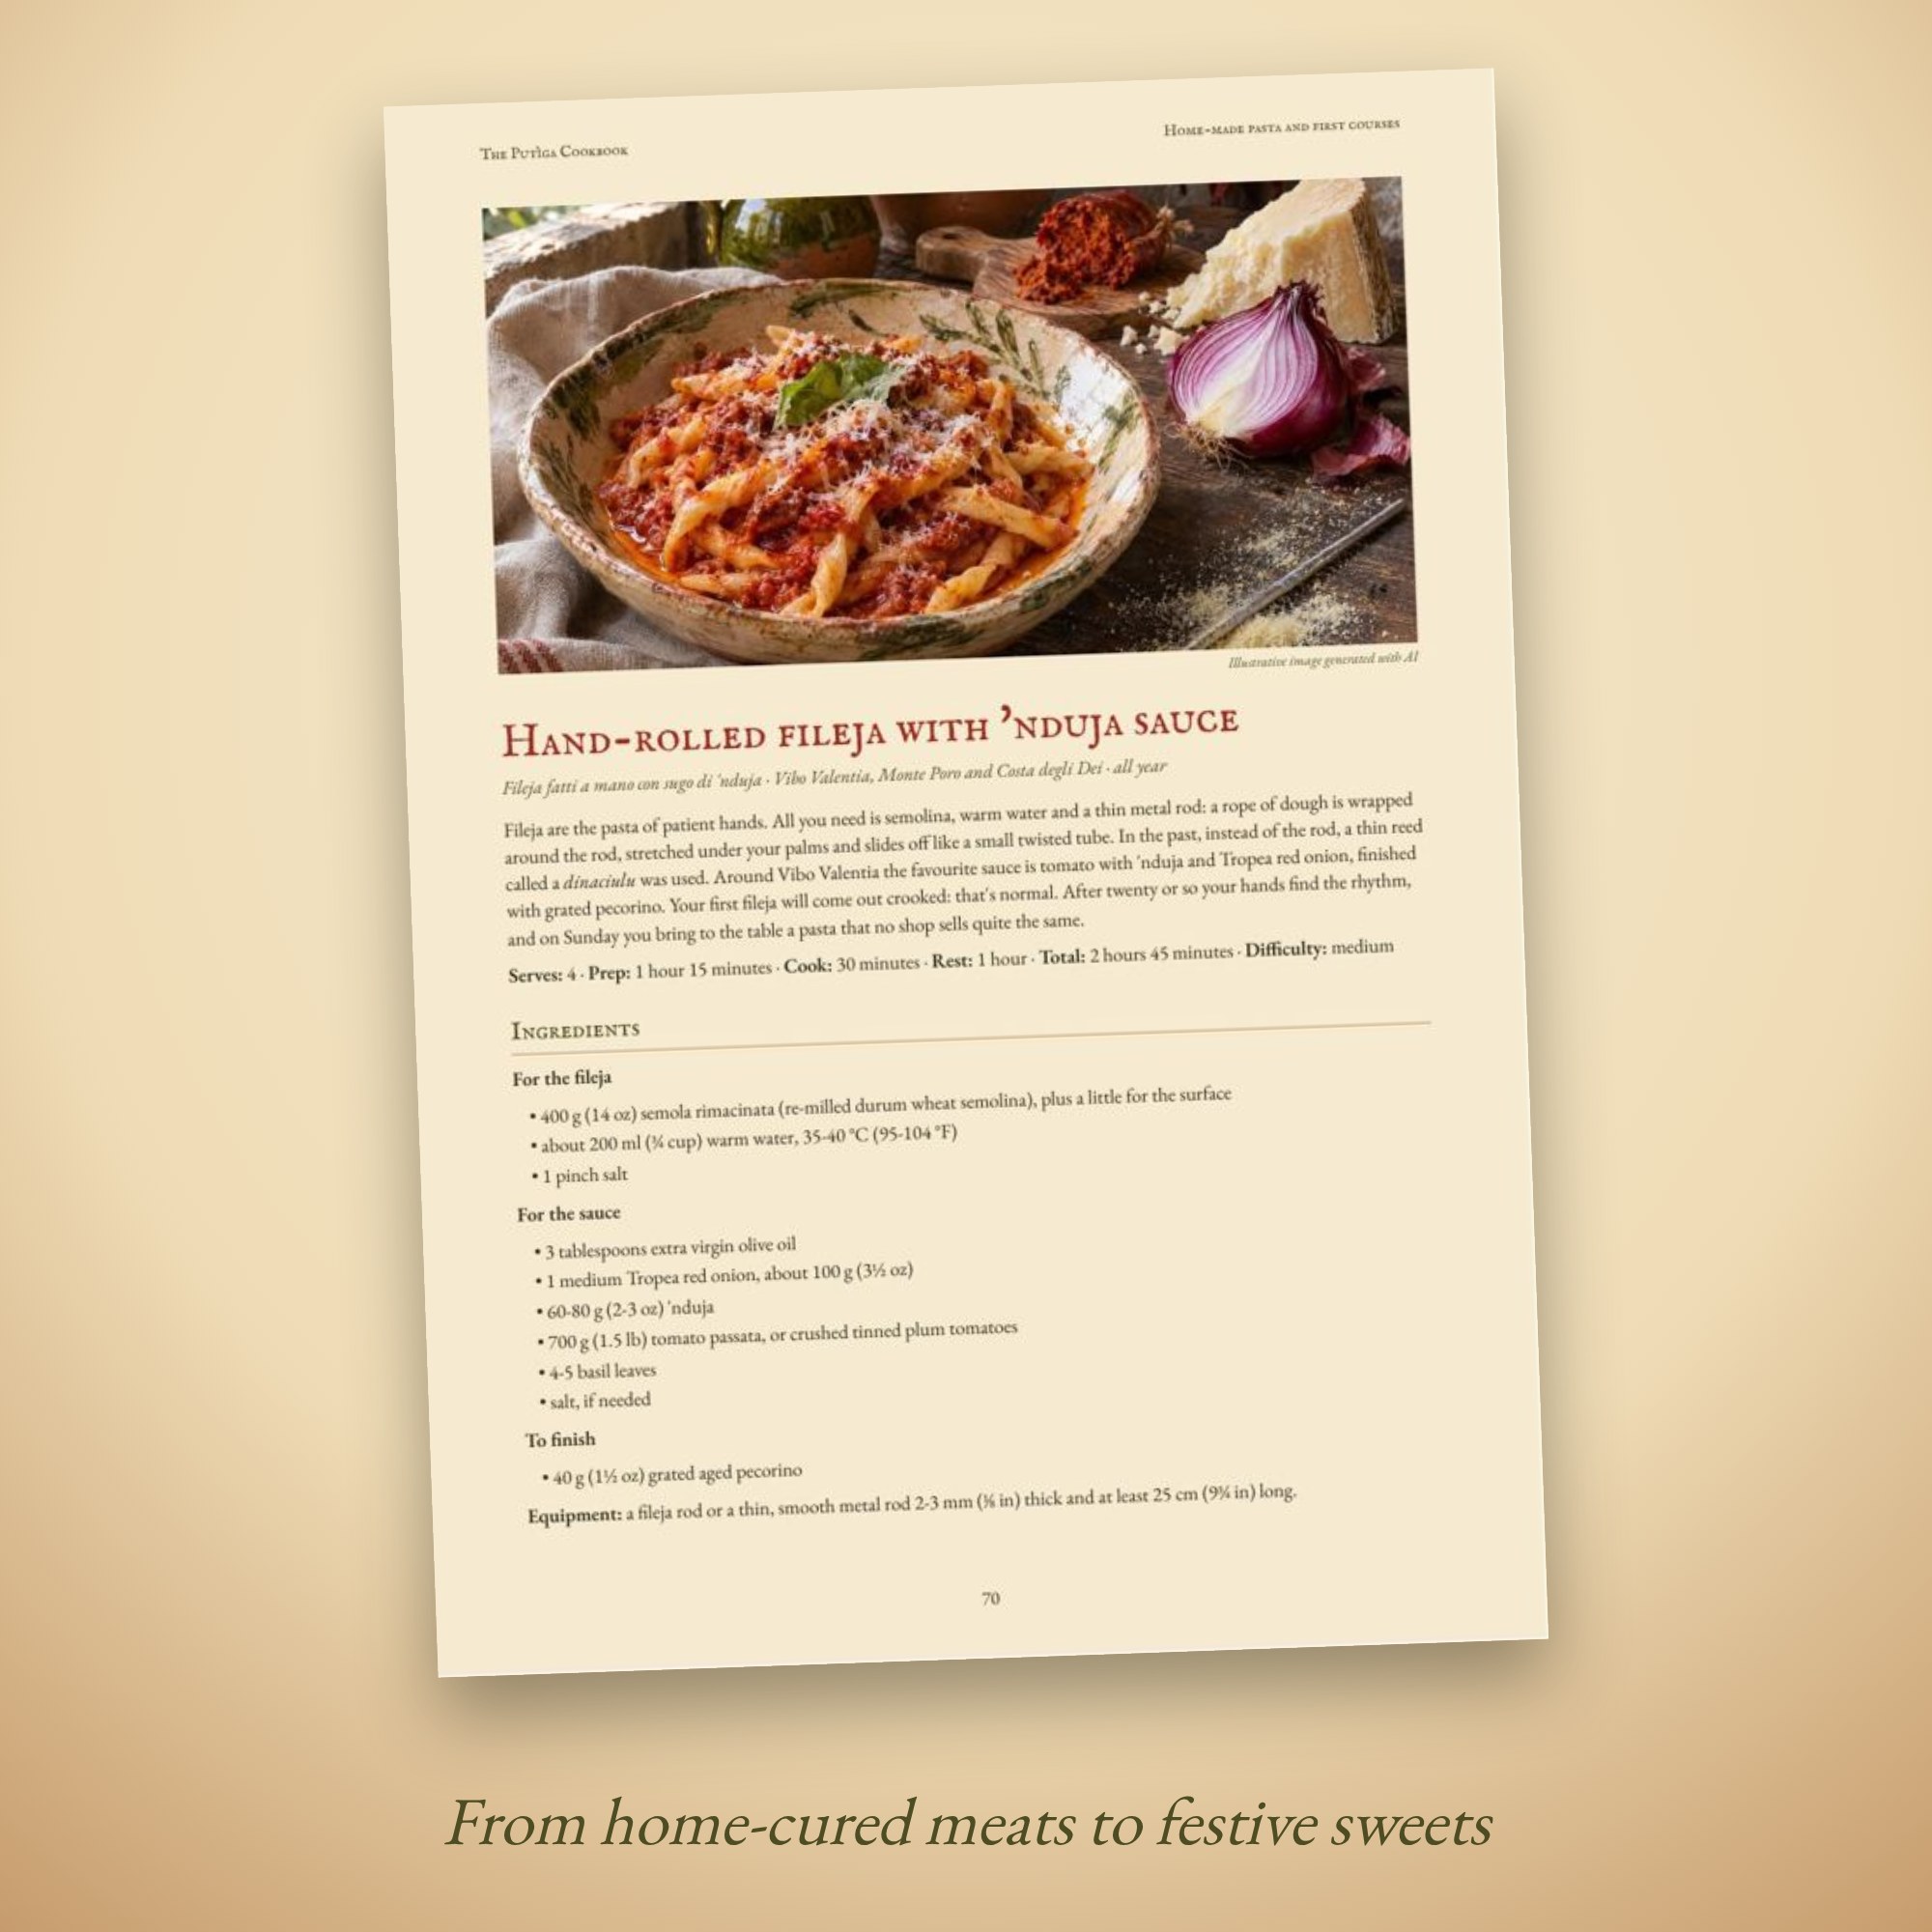 The Putìga Cookbook
Home-made pasta and first courses
Illustrative image generated with AI
Hand-rolled fileja with ’nduja sauce
Fileja fatti a mano con sugo di ’nduja · Vibo Valentia, Monte Poro and Costa degli Dei · all year
Fileja are the pasta of patient hands. All you need is semolina, warm water and a thin metal rod: a rope of dough is wrapped
around the rod, stretched under your palms and slides off like a small twisted tube. In the past, instead of the rod, a thin reed
called a dinaciulu was used. Around Vibo Valentia the favourite sauce is tomato with ’nduja and Tropea red onion, finished
with grated pecorino. Your first fileja will come out crooked: that's normal. After twenty or so your hands find the rhythm,
and on Sunday you bring to the table a pasta that no shop sells quite the same.
Serves: 4 · Prep: 1 hour 15 minutes · Cook: 30 minutes · Rest: 1 hour · Total: 2 hours 45 minutes · Difficulty: medium
Ingredients
For the fileja
• 400 g (14 oz) semola rimacinata (re-milled durum wheat semolina), plus a little for the surface
• about 200 ml (¾ cup) warm water, 35-40 °C (95-104 °F)
• 1 pinch salt
For the sauce
• 3 tablespoons extra virgin olive oil
• 1 medium Tropea red onion, about 100 g (3½ oz)
• 60-80 g (2-3 oz) ’nduja
• 700 g (1.5 lb) tomato passata, or crushed tinned plum tomatoes
• 4-5 basil leaves
• salt, if needed
To finish
• 40 g (1½ oz) grated aged pecorino
Equipment: a fileja rod or a thin, smooth metal rod 2-3 mm (⅛ in) thick and at least 25 cm (9¾ in) long.
70
From home-cured meats to festive sweets